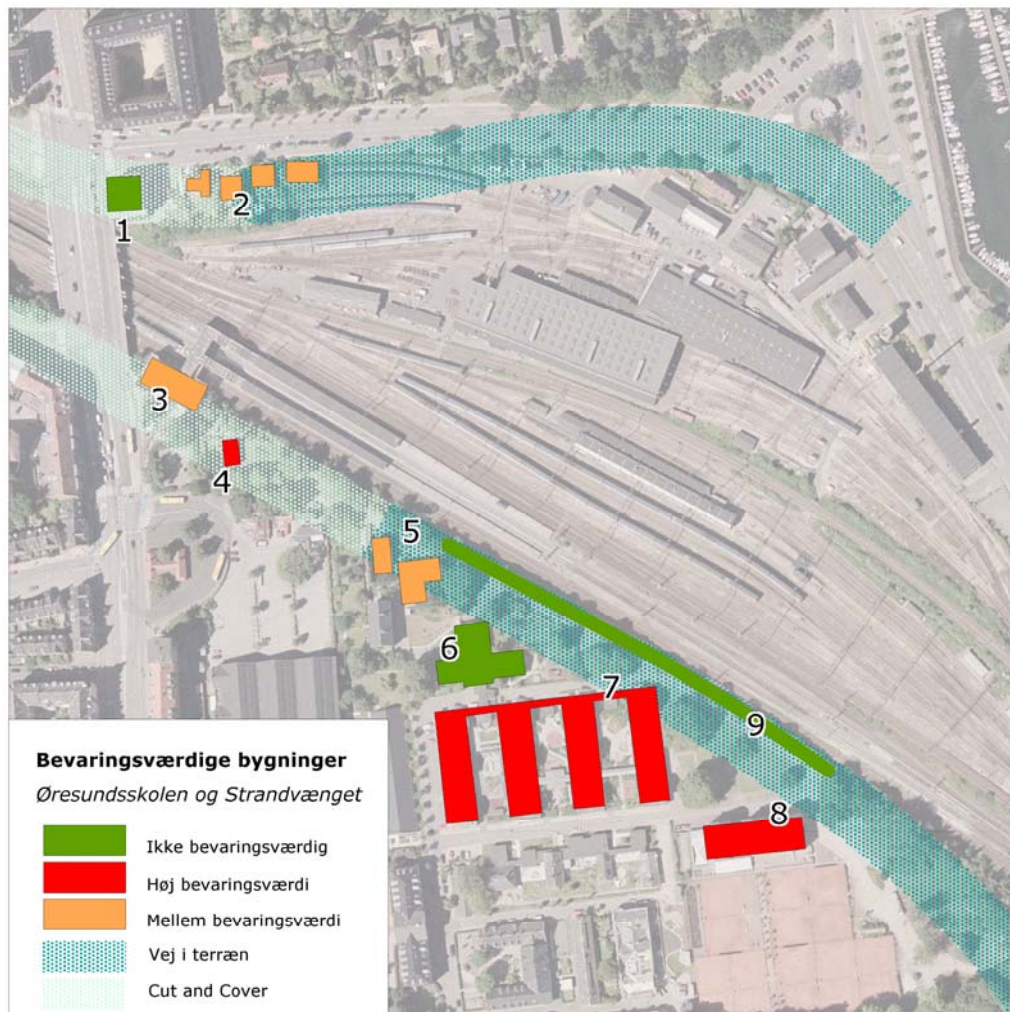 1
2
3
4
5
6
7
8
9
Bevaringsværdige bygninger
Øresundsskolen og Strandvænget
Ikke bevaringsværdig
Høj bevaringsværdi
Mellem bevaringsværdi
Vej i terræn
Cut and Cover